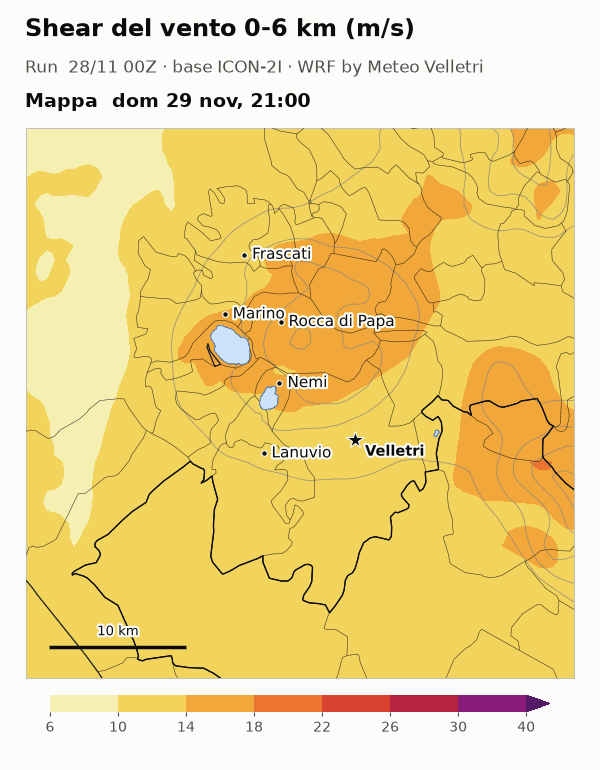 Shear del vento 0-6 km (m/s)
Run  28/11 00Z · base ICON-2I · WRF by Meteo Velletri
Mappa  dom 29 nov, 21:00
Frascati
Marino
Rocca di Papa
Nemi
Velletri
Lanuvio
10 km
6 10 14 18 22 26 30 40